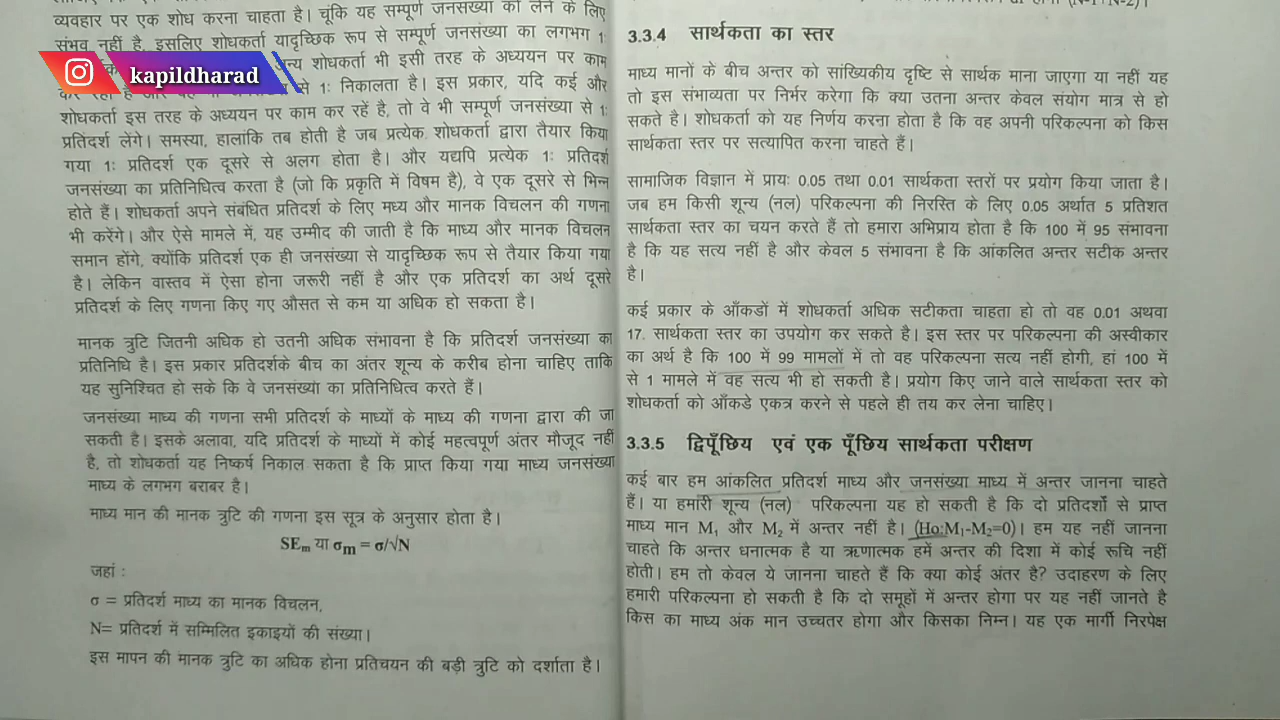 व्यवहार पर एक शोध करना चाहता है। चूंकि यह सम्पूर्ण जनसंख्या को लेने के लिए
संभव नहीं है, इसलिए शोधकर्ता यादृच्छिक रूप से सम्पूर्ण जनसंख्या का लगभग 1:
न्य शोधकर्ता भी इसी तरह के अध्ययन पर काम
kapildharad
से 1: निकालता है। इस प्रकार, यदि कई और
शोधकर्ता इस तरह के अध्ययन पर काम कर रहें है, तो वे भी सम्पूर्ण जनसंख्या से 1:
प्रतिदर्श लेंगे। समस्या, हालांकि तब होती है जब प्रत्येक शोधकर्ता द्वारा तैयार किया
गया 1: प्रतिदर्श एक दूसरे से अलग होता है। और यद्यपि प्रत्येक 1: प्रतिदर्श
जनसंख्या का प्रतिनिधित्व करता है (जो कि प्रकृति में विषम है), वे एक दूसरे से भिन्न
होते हैं। शोधकर्ता अपने संबंधित प्रतिदर्श के लिए मध्य और मानक विचलन की गणना
भी करेंगे। और ऐसे मामले में, यह उम्मीद की जाती है कि माध्य और मानक विचलन
समान होंगे, क्योंकि प्रतिदर्श एक ही जनसंख्या से यादृच्छिक रूप से तैयार किया गया
है। लेकिन वास्तव में ऐसा होना जरूरी नहीं है और एक प्रतिदर्श का अर्थ दूसरे
प्रतिदर्श के लिए गणना किए गए औसत से कम या अधिक हो सकता है।
मानक त्रुटि जितनी अधिक हो उतनी अधिक संभावना है कि प्रतिदर्श जनसंख्या का
प्रतिनिधि है। इस प्रकार प्रतिदर्शके बीच का अंतर शून्य के करीब होना चाहिए ताकि
यह सुनिश्चित हो सके कि वे जनसंख्या का प्रतिनिधित्व करते हैं।
जनसंख्या माध्य की गणना सभी प्रतिदर्श के माध्यों के माध्य की गणना द्वारा की जा
सकती है। इसके अलावा, यदि प्रतिदर्श के माध्यों में कोई महत्वपूर्ण अंतर मौजूद नहीं
है, तो शोधकर्ता यह निष्कर्ष निकाल सकता है कि प्राप्त किया गया माध्य जनसंख्या
माध्य के लगभग बराबर है।
माध्य मान की मानक त्रुटि की गणना इस सूत्र के अनुसार होता है।
SEm या σm = σ/√N
जहां :
σ = प्रतिदर्श माध्य का मानक विचलन,
N= प्रतिदर्श में सम्मिलित इकाइयों की संख्या।
इस मापन की मानक त्रुटि का अधिक होना प्रतिचयन की बड़ी त्रुटि को दर्शाता है।
3.3.4 सार्थकता का स्तर
माध्य मानों के बीच अन्तर को सांख्यिकीय दृष्टि से सार्थक माना जाएगा या नहीं यह
तो इस संभाव्यता पर निर्भर करेगा कि क्या उतना अन्तर केवल संयोग मात्र से हो
सकते है। शोधकर्ता को यह निर्णय करना होता है कि वह अपनी परिकल्पना को किस
सार्थकता स्तर पर सत्यापित करना चाहते हैं।
सामाजिक विज्ञान में प्रायः 0.05 तथा 0.01 सार्थकता स्तरों पर प्रयोग किया जाता है।
जब हम किसी शून्य (नल) परिकल्पना की निरस्ति के लिए 0.05 अर्थात 5 प्रतिशत
सार्थकता स्तर का चयन करते हैं तो हमारा अभिप्राय होता है कि 100 में 95 संभावना
है कि यह सत्य नहीं है और केवल 5 संभावना है कि आंकलित अन्तर सटीक अन्तर
है।
कई प्रकार के आँकडों में शोधकर्ता अधिक सटीकता चाहता हो तो वह 0.01 अथवा
17. सार्थकता स्तर का उपयोग कर सकते है। इस स्तर पर परिकल्पना की अस्वीकार
का अर्थ है कि 100 में 99 मामलों में तो वह परिकल्पना सत्य नहीं होगी, हां 100 में
से 1 मामले में वह सत्य भी हो सकती है। प्रयोग किए जाने वाले सार्थकता स्तर को
शोधकर्ता को आँकडे एकत्र करने से पहले ही तय कर लेना चाहिए।
3.3.5 द्विपूँछिय एवं एक पूँछिय सार्थकता परीक्षण
कई बार हम आंकलित प्रतिदर्श माध्य और जनसंख्या माध्य में अन्तर जानना चाहते
हैं। या हमारी शून्य (नल) परिकल्पना यह हो सकती है कि दो प्रतिदर्शों से प्राप्त
माध्य मान M₁ और M₂ में अन्तर नहीं है। (Ho:M₁-M₂=0)। हम यह नहीं जानना
चाहते कि अन्तर धनात्मक है या ऋणात्मक हमें अन्तर की दिशा में कोई रूचि नहीं
होती। हम तो केवल ये जानना चाहते हैं कि क्या कोई अंतर है? उदाहरण के लिए
हमारी परिकल्पना हो सकती है कि दो समूहों में अन्तर होगा पर यह नहीं जानते है
किस का माध्य अंक मान उच्चतर होगा और किसका निम्न। यह एक मार्गी निरपेक्ष